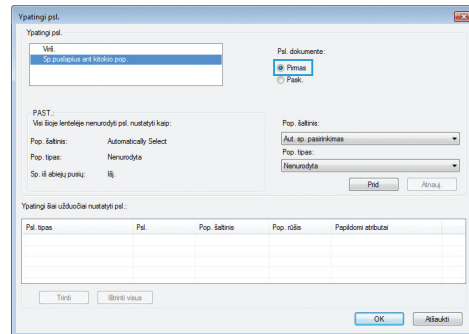 Ypatingi psl.
Ypatingi psl.
Virš.
Sp puslapius ant kitokio pop.
Psl. dokumente:
Pirmas
Pask.
PAST.:
Visi šioje lentelėje nenurodyti psl. nustatyti kaip:
Pop. šaltinis: Automatically Select
Pop. tipas: Nenurodyta
Sp. iš abiejų pusių: Išj.
Pop. šaltinis:
Aut. sp. pasirinkimas
Pop. tipas:
Nenurodyta
Prid
Atnauj.
Ypatingi šiai užduočiai nustatyti psl.:
Psl. tipas Psl. Pop. šaltinis Pop. rūšis Papildomi atributai
Trinti Ištrinti visus
OK Atšaukti